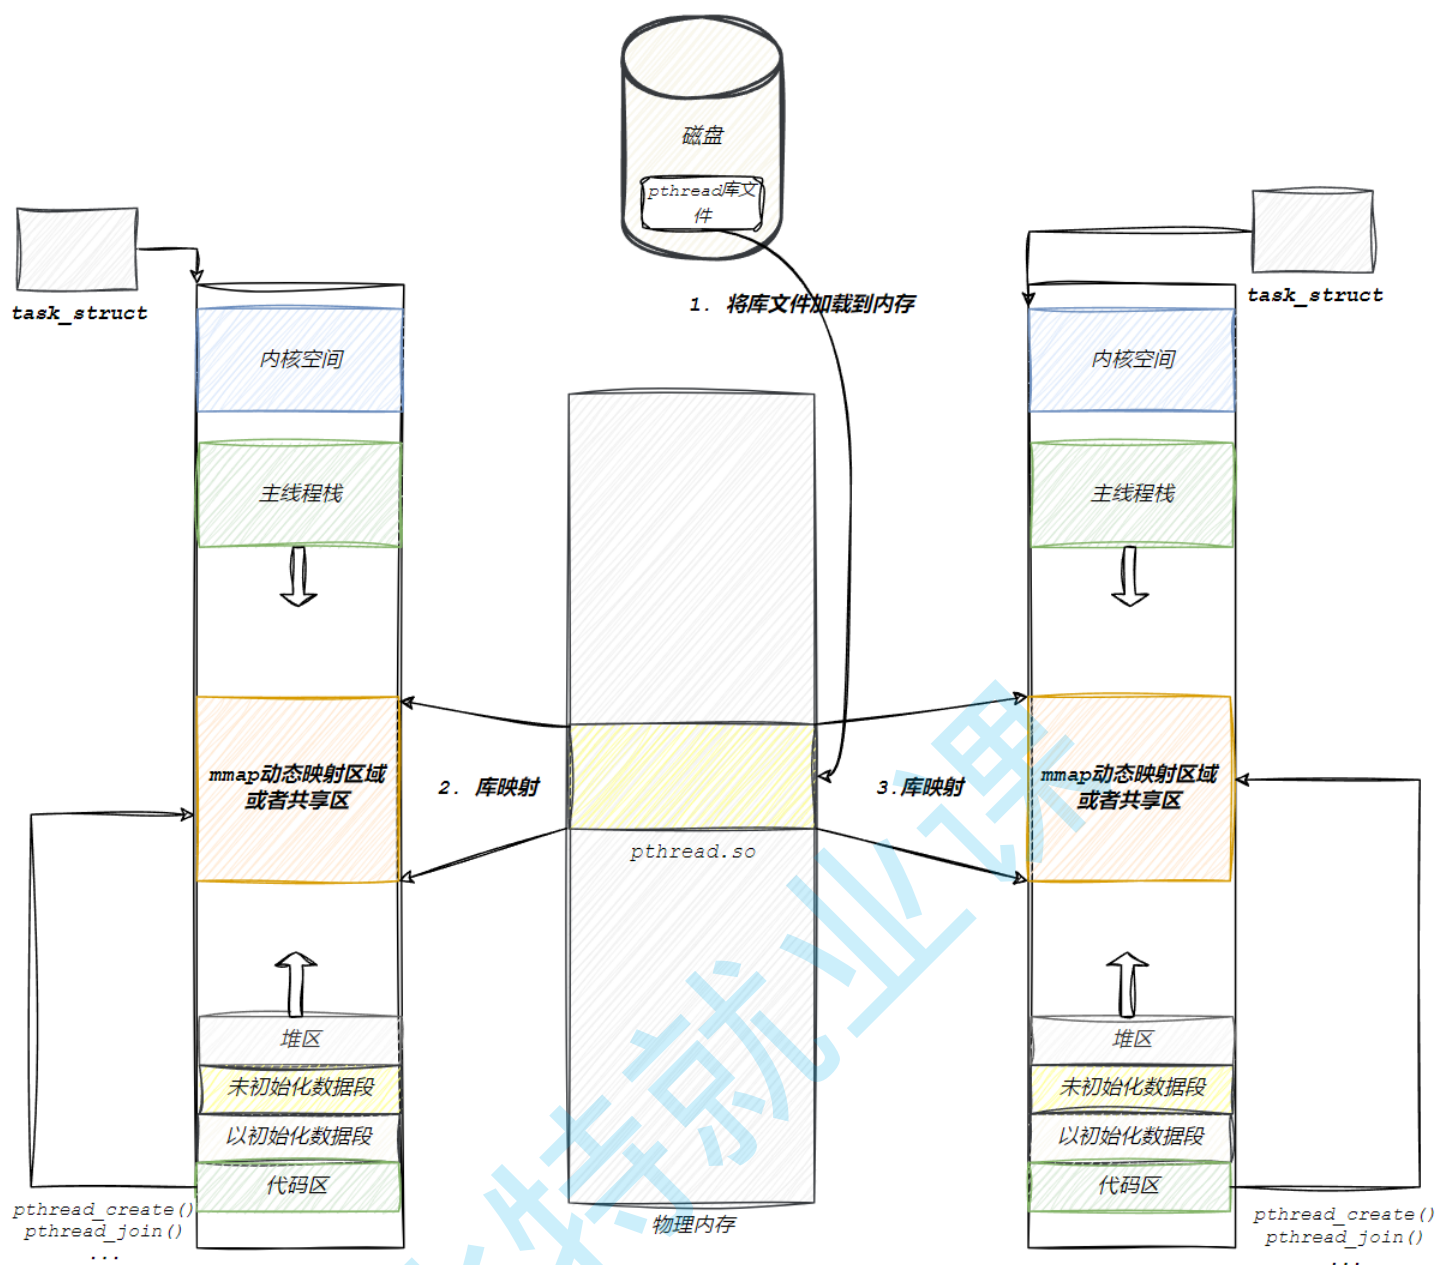 磁盘
pthread库文
件
task_struct
task_struct
1. 将库文件加载到内存
内核空间
主线程栈
mmap动态映射区域
或者共享区
堆区
未初始化数据段
以初始化数据段
代码区
pthread_create()
pthread_join()
...
2. 库映射
pthread.so
物理内存
3.库映射
内核空间
主线程栈
mmap动态映射区域
或者共享区
堆区
未初始化数据段
以初始化数据段
代码区
pthread_create()
pthread_join()
...
特就业课